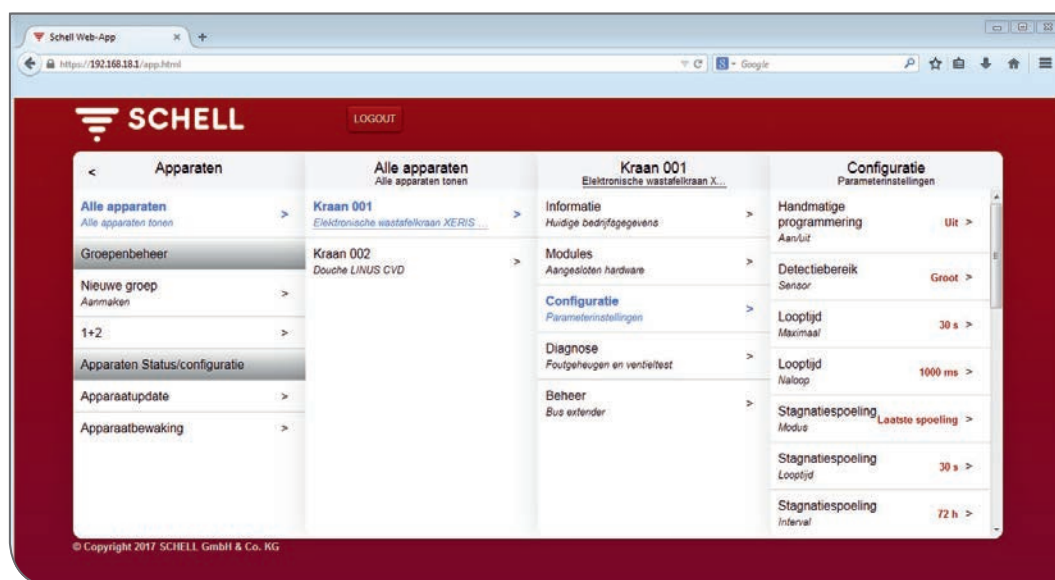 Schell Web-App
https://192.168.18.1/app.html
Google
SCHELL
LOGOUT
< Apparaten
Alle apparaten >
Alle apparaten tonen
Groepenbeheer
Nieuwe groep >
Aanmaken
1+2 >
Apparaten Status/configuratie
Apparaatupdate >
Apparaatbewaking >
Alle apparaten
Alle apparaten tonen
Kraan 001 >
Elektronische wastafelkraan XERIS ...
Kraan 002 >
Douche LINUS CVD
Kraan 001
Elektronische wastafelkraan X...
Informatie >
Huidige bedrijfsgegevens
Modules >
Aangesloten hardware
Configuratie >
Parameterinstellingen
Diagnose >
Foutgeheugen en ventieltest
Beheer >
Bus extender
Configuratie
Parameterinstellingen
Handmatige
programmering Uit >
Aan/uit
Detectiebereik Groot >
Sensor
Looptijd 30 s >
Maximaal
Looptijd 1000 ms >
Naloop
Stagnatiespoeling Laatste spoeling >
Modus
Stagnatiespoeling 30 s >
Looptijd
Stagnatiespoeling 72 h >
Interval
© Copyright 2017 SCHELL GmbH & Co. KG